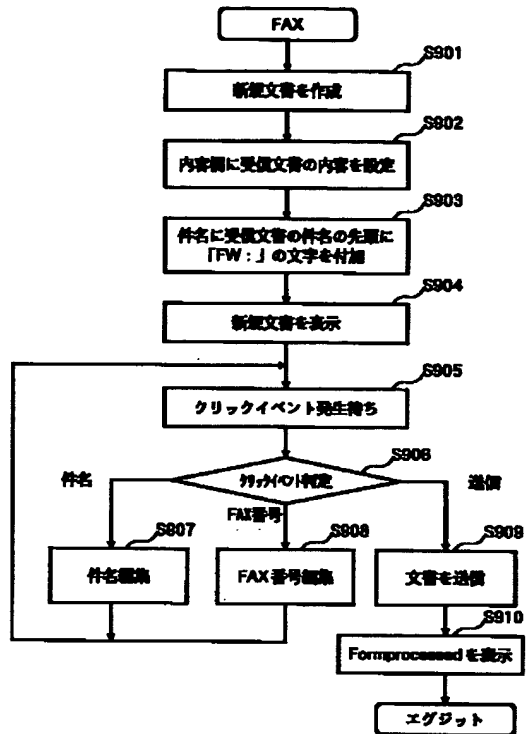 FAX
S901
新規文書を作成
S902
内容欄に受信文書の内容を設定
S903
件名に受信文書の件名の先頭に
「FW：」の文字を付加
S904
新規文書を表示
S905
クリックイベント発生待ち
S906
クリックイベント判定
件名
FAX番号
送信
S907
件名編集
S908
FAX番号編集
S909
文書を送信
S910
Formprocessedを表示
エグジット